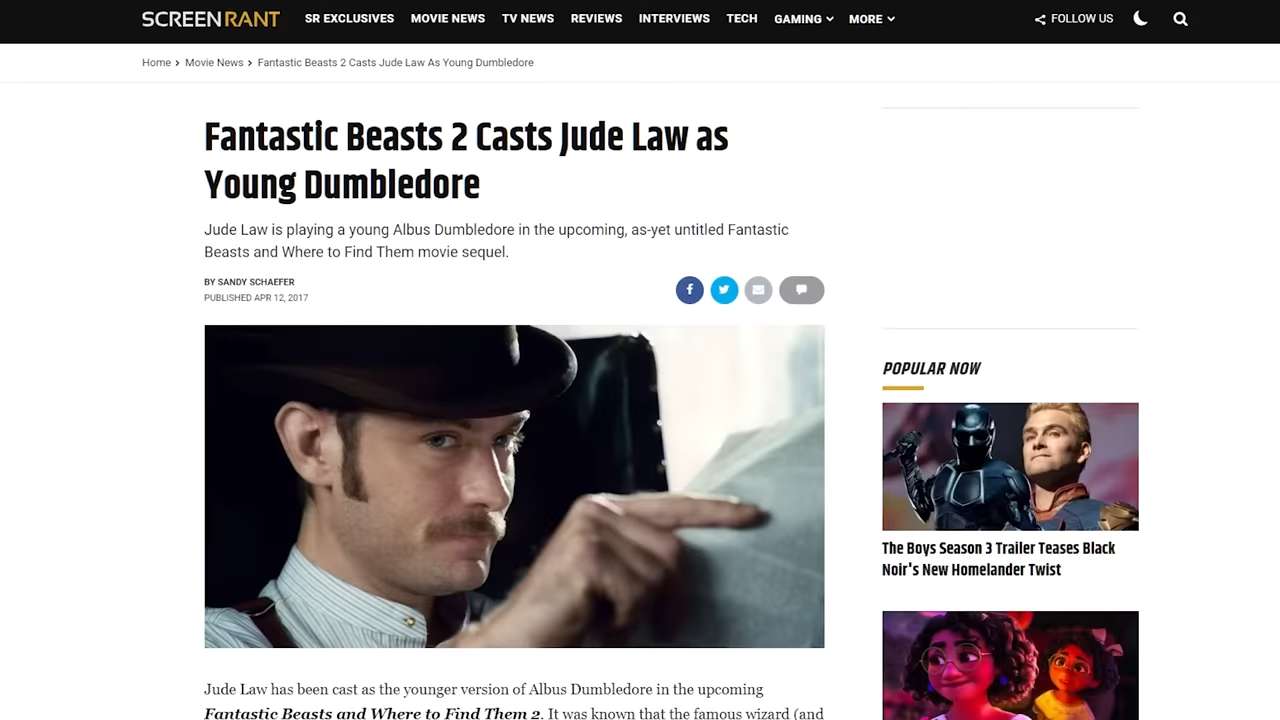 SCREENRANT SR EXCLUSIVES MOVIE NEWS TV NEWS REVIEWS INTERVIEWS TECH GAMING MORE FOLLOW US
Home > Movie News > Fantastic Beasts 2 Casts Jude Law As Young Dumbledore
Fantastic Beasts 2 Casts Jude Law as
Young Dumbledore
Jude Law is playing a young Albus Dumbledore in the upcoming, as-yet untitled Fantastic
Beasts and Where to Find Them movie sequel.
BY SANDY SCHAEFER
PUBLISHED APR 12, 2017
Jude Law has been cast as the younger version of Albus Dumbledore in the upcoming
Fantastic Beasts and Where to Find Them 2. It was known that the famous wizard (and
POPULAR NOW
The Boys Season 3 Trailer Teases Black
Noir's New Homelander Twist